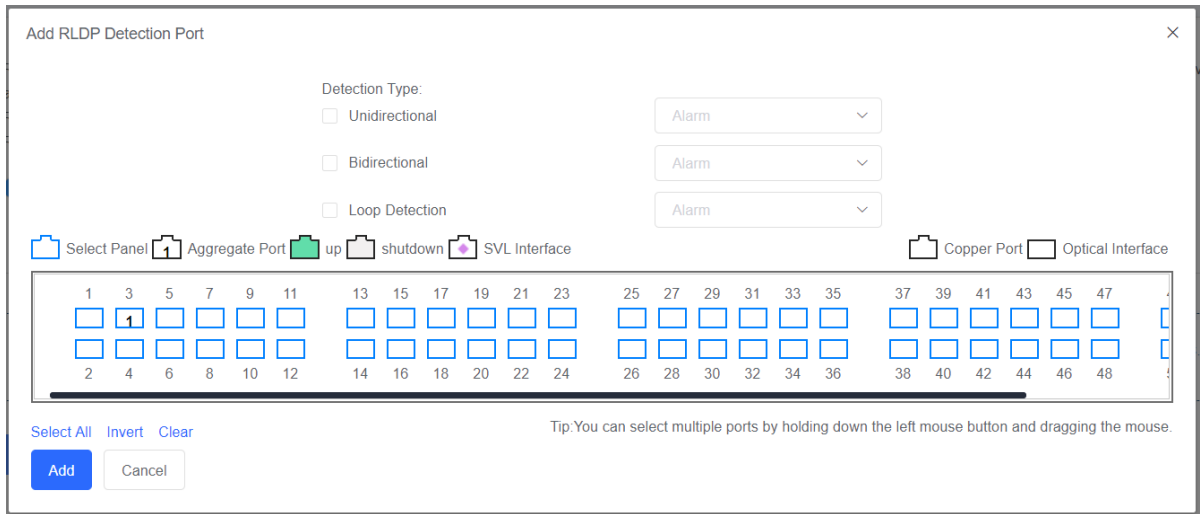 Add RLDP Detection Port
Detection Type:
Unidirectional Alarm
Bidirectional Alarm
Loop Detection Alarm
Select Panel 1 Aggregate Port up shutdown SVL Interface Copper Port Optical Interface
1 3 5 7 9 11 13 15 17 19 21 23 25 27 29 31 33 35 37 39 41 43 45 47
1
2 4 6 8 10 12 14 16 18 20 22 24 26 28 30 32 34 36 38 40 42 44 46 48
Select All Invert Clear Tip:You can select multiple ports by holding down the left mouse button and dragging the mouse.
Add Cancel